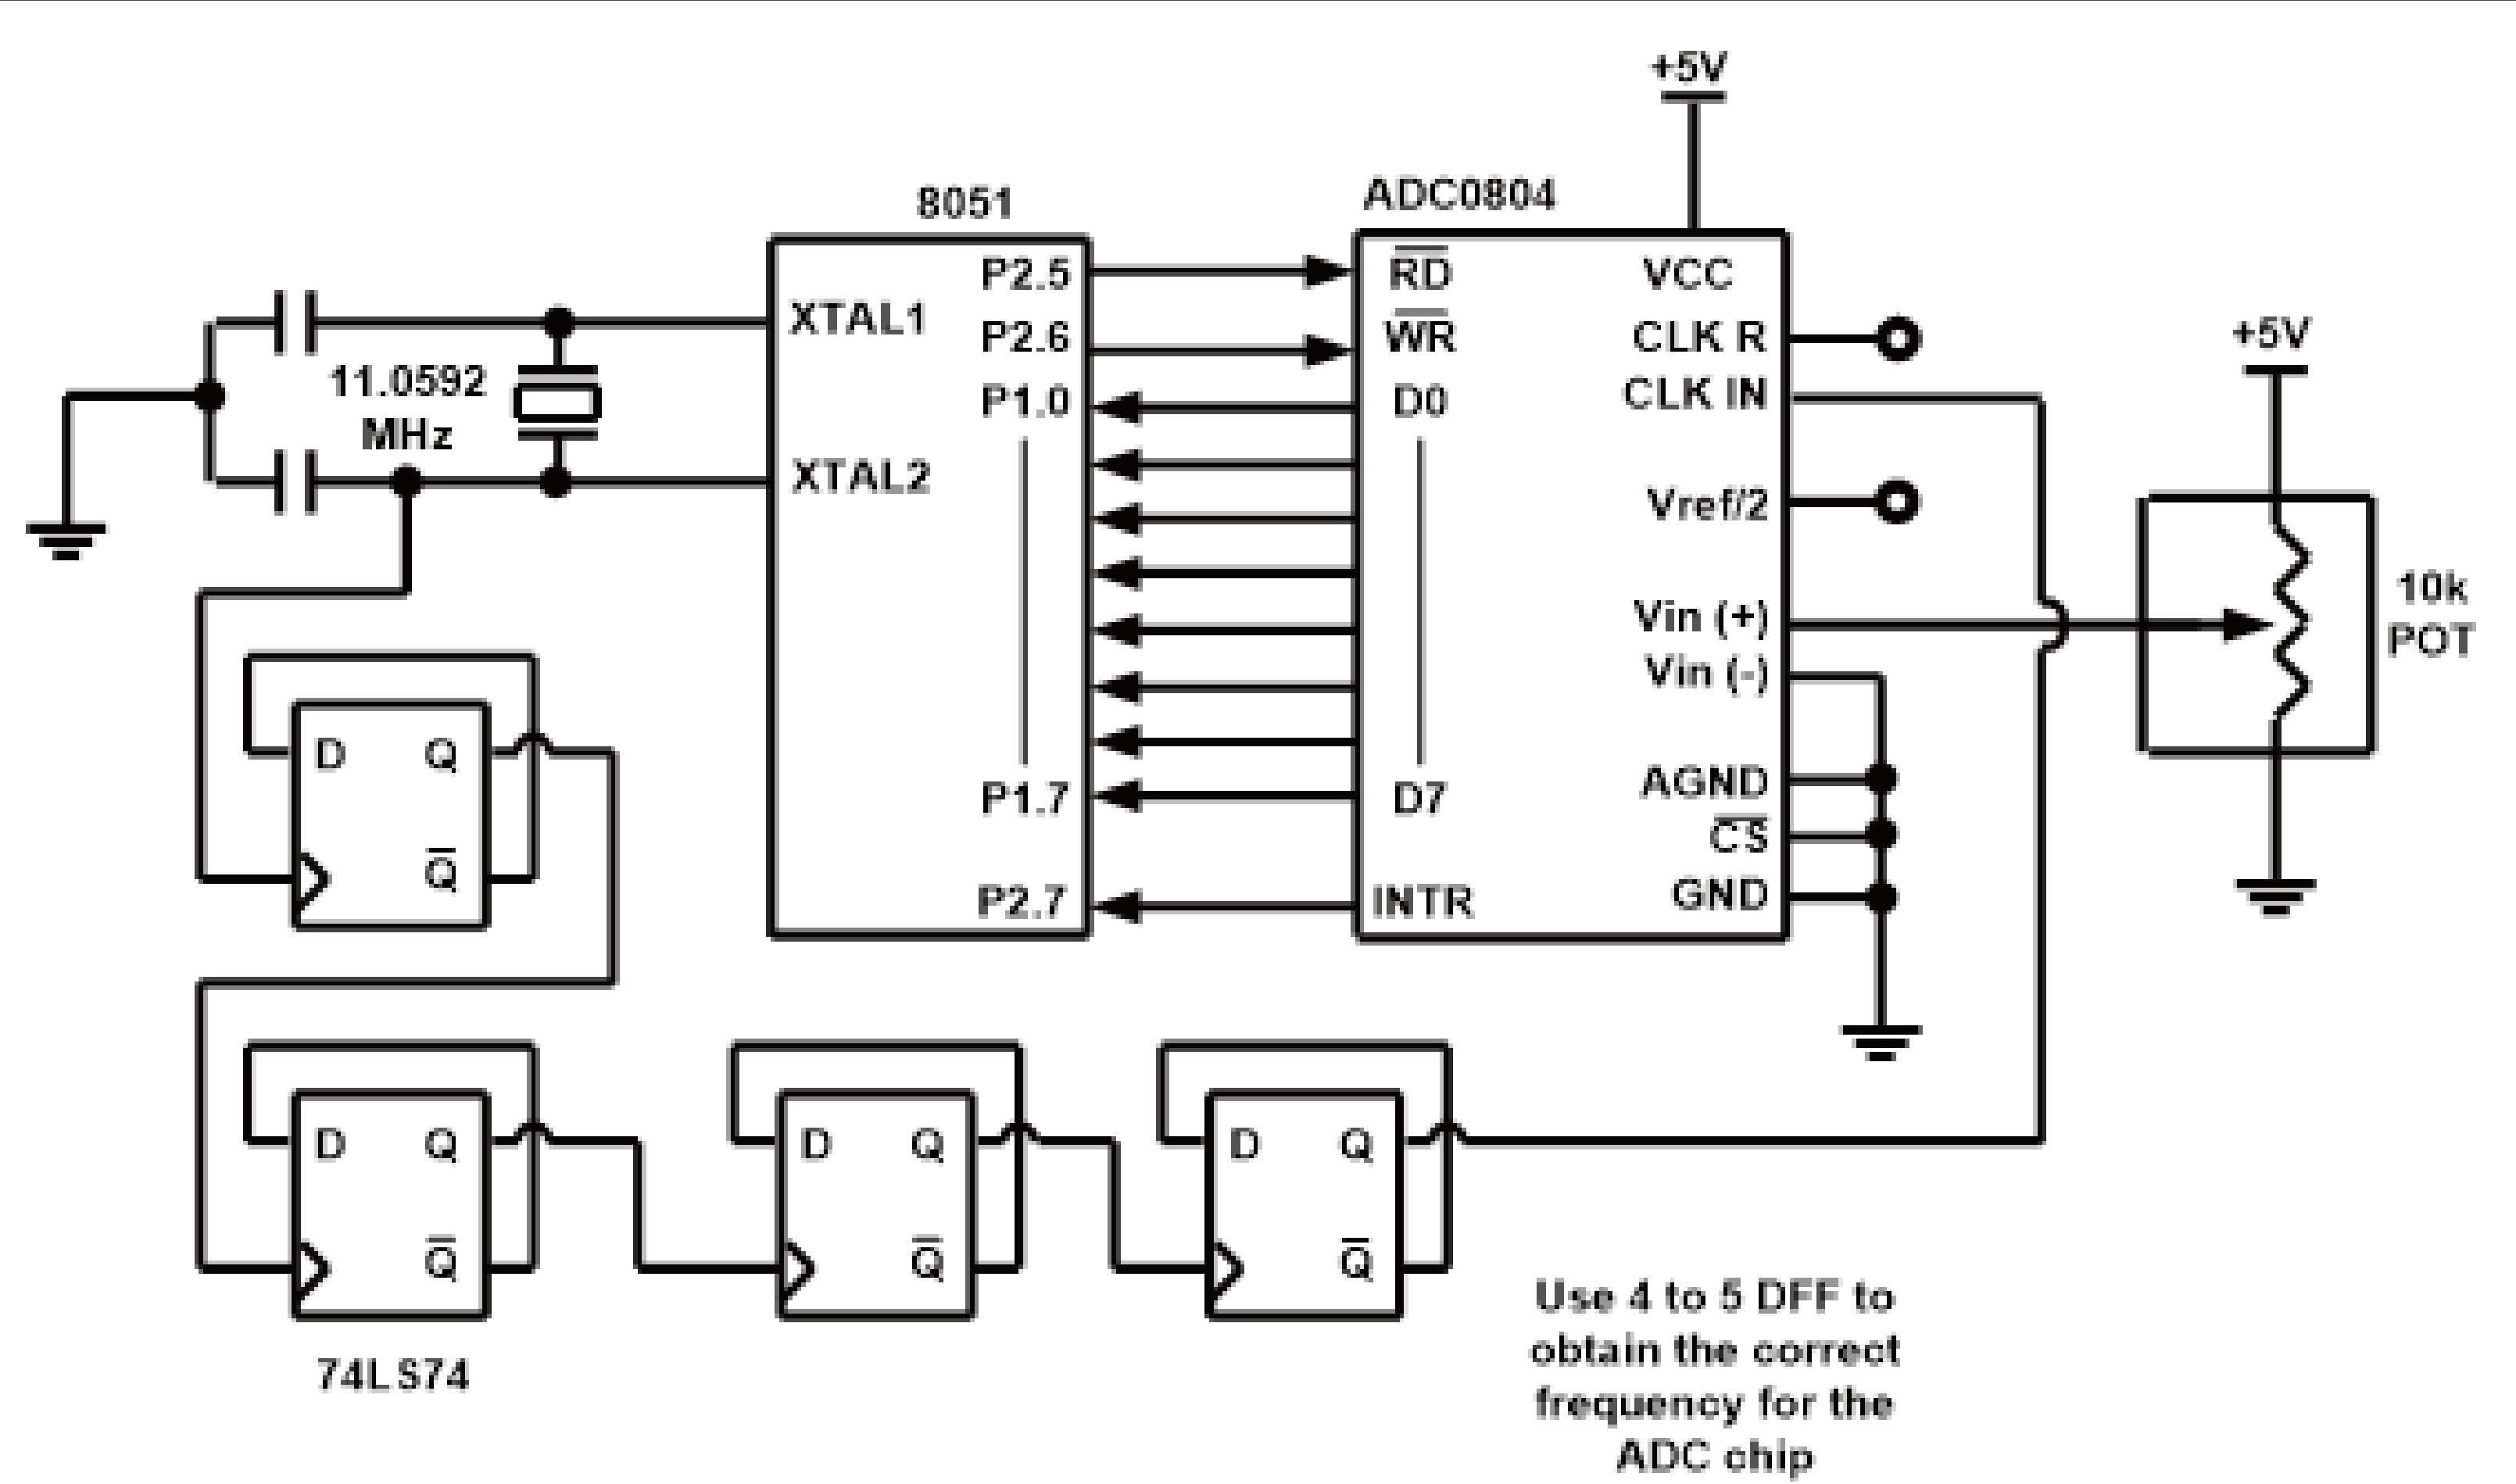 +5V
8051
ADC0804
P2.5
RD
VCC
XTAL1
P2.6
WR
CLK R
+5V
11.0592
MHz
P1.0
D0
CLK IN
XTAL2
Vref/2
Vin (+)
10k
POT
Vin (-)
D Q
Q
P1.7
D7
AGND
CS
P2.7
INTR
GND
D Q
Q
D Q
Q
D Q
Q
74LS74
Use 4 to 5 DFF to
obtain the correct
frequency for the
ADC chip